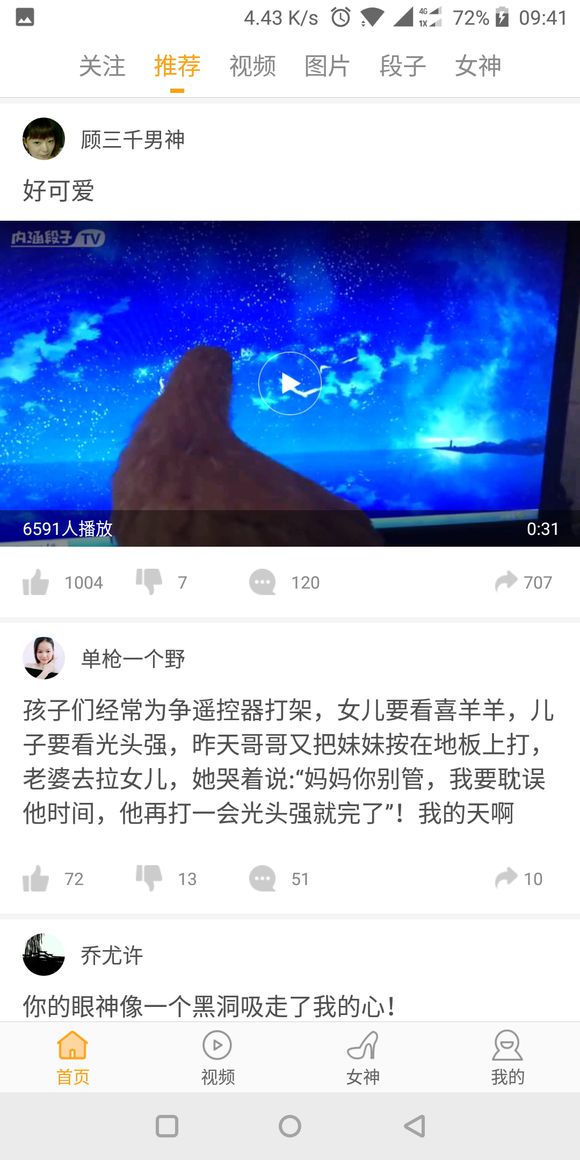 4.43 K/s 4G 1X 72% 09:41
关注 推荐 视频 图片 段子 女神
顾三千男神
好可爱
内涵段子TV
6591人播放 0:31
1004 7 120 707
单枪一个野
孩子们经常为争遥控器打架，女儿要看喜羊羊，儿
子要看光头强，昨天哥哥又把妹妹按在地板上打，
老婆去拉女儿，她哭着说:“妈妈你别管，我要耽误
他时间，他再打一会光头强就完了”！我的天啊
72 13 51 10
乔尤许
你的眼神像一个黑洞吸走了我的心！
首页 视频 女神 我的